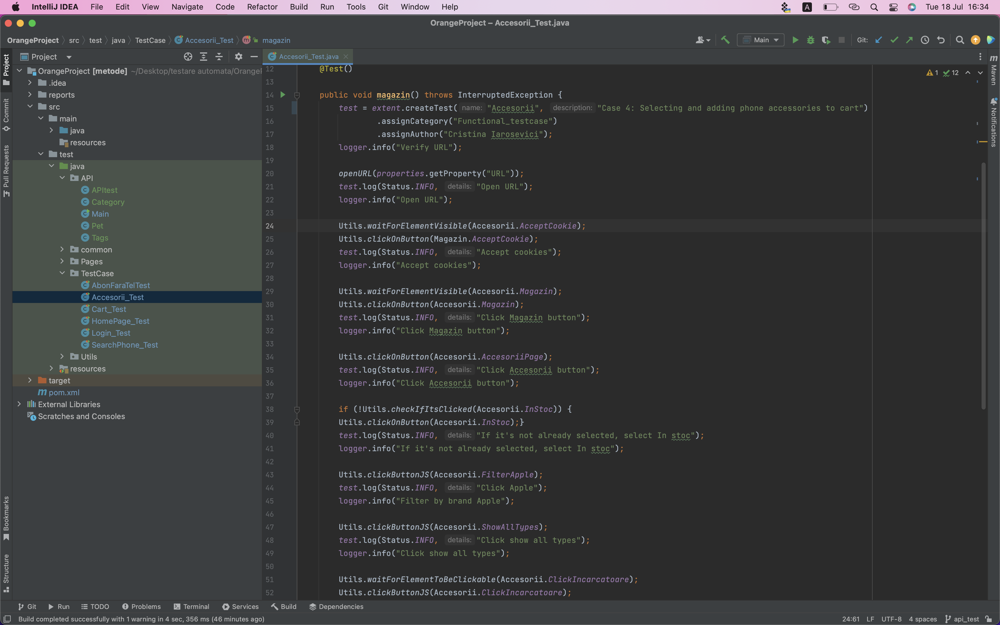 IntelliJ IDEA File Edit View Navigate Code Refactor Build Run Tools Git Window Help A Tue 18 Jul 16:34
OrangeProject – Accesorii_Test.java
OrangeProject src test java TestCase Accesorii_Test m magazin Main Git:
Project
Accesorii_Test.java
OrangeProject [metode] ~/Desktop/testare automata/OrangeP
.idea
reports
src
main
java
resources
test
java
API
APItest
Category
Main
Pet
Tags
common
Pages
TestCase
AbonFaraTelTest
Accesorii_Test
Cart_Test
HomePage_Test
Login_Test
SearchPhone_Test
Utils
resources
target
m pom.xml
External Libraries
Scratches and Consoles
Project
Commit
Pull Requests
Bookmarks
Structure
1 12
12 @Test()
13
14 public void magazin() throws InterruptedException {
15 test = extent.createTest( name: "Accesorii", description: "Case 4: Selecting and adding phone accessories to cart")
16 .assignCategory("Functional_testcase")
17 .assignAuthor("Cristina Iarosevici");
18 logger.info("Verify URL");
19
20 openURL(properties.getProperty("URL"));
21 test.log(Status.INFO, details: "Open URL");
22 logger.info("Open URL");
23
24 Utils.waitForElementVisible(Accesorii.AcceptCookie);
25 Utils.clickOnButton(Magazin.AcceptCookie);
26 test.log(Status.INFO, details: "Accept cookies");
27 logger.info("Accept cookies");
28
29 Utils.waitForElementVisible(Accesorii.Magazin);
30 Utils.clickOnButton(Accesorii.Magazin);
31 test.log(Status.INFO, details: "Click Magazin button");
32 logger.info("Click Magazin button");
33
34 Utils.clickOnButton(Accesorii.AccesoriiPage);
35 test.log(Status.INFO, details: "Click Accesorii button");
36 logger.info("Click Accesorii button");
37
38 if (!Utils.checkIfItsClicked(Accesorii.InStoc)) {
39 Utils.clickOnButton(Accesorii.InStoc);}
40 test.log(Status.INFO, details: "If it's not already selected, select In stoc");
41 logger.info("If it's not already selected, select In stoc");
42
43 Utils.clickButtonJS(Accesorii.FilterApple);
44 test.log(Status.INFO, details: "Click Apple");
45 logger.info("Filter by brand Apple");
46
47 Utils.clickButtonJS(Accesorii.ShowAllTypes);
48 test.log(Status.INFO, details: "Click show all types");
49 logger.info("Click show all types");
50
51 Utils.waitForElementToBeClickable(Accesorii.ClickIncarcatoare);
52 Utils.clickButtonJS(Accesorii.ClickIncarcatoare);
m Maven
Notifications
Git Run TODO Problems Terminal Services Build Dependencies
Build completed successfully with 1 warning in 4 sec, 356 ms (46 minutes ago) 24:61 LF UTF-8 4 spaces api_test